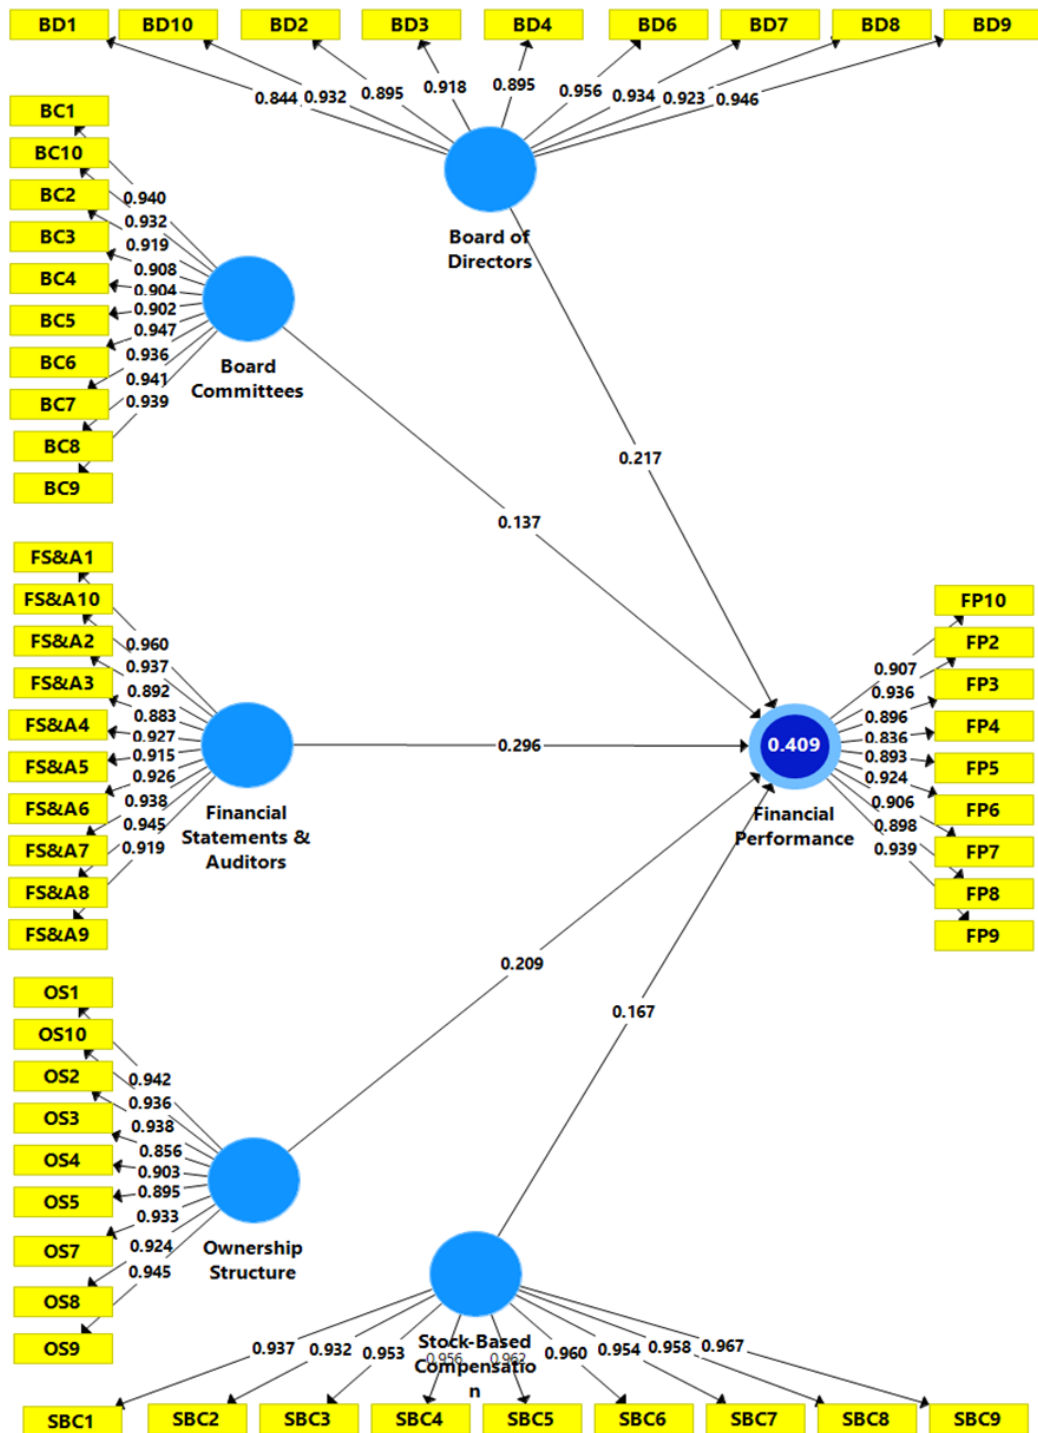 BD1 BD10 BD2 BD3 BD4 BD6 BD7 BD8 BD9
0.844 0.932 0.895 0.918 0.895 0.956 0.934 0.923 0.946
Board of
Directors
BC1
BC10
BC2
BC3
BC4
BC5
BC6
BC7
BC8
BC9
0.940
0.932
0.919
0.908
0.904
0.902
0.947
0.936
0.941
0.939
Board
Committees
0.217
0.137
FS&A1
FS&A10
FS&A2
FS&A3
FS&A4
FS&A5
FS&A6
FS&A7
FS&A8
FS&A9
0.960
0.937
0.892
0.883
0.927
0.915
0.926
0.938
0.945
0.919
Financial
Statements &
Auditors
0.296
0.409
Financial
Performance
0.907
0.936
0.896
0.836
0.893
0.924
0.906
0.898
0.939
FP10
FP2
FP3
FP4
FP5
FP6
FP7
FP8
FP9
0.209
0.167
OS1
OS10
OS2
OS3
OS4
OS5
OS7
OS8
OS9
0.942
0.936
0.938
0.856
0.903
0.895
0.933
0.924
0.945
Ownership
Structure
Stock-Based
Compensatio
n
0.937 0.932 0.953 0.956 0.962 0.960 0.954 0.958 0.967
SBC1 SBC2 SBC3 SBC4 SBC5 SBC6 SBC7 SBC8 SBC9